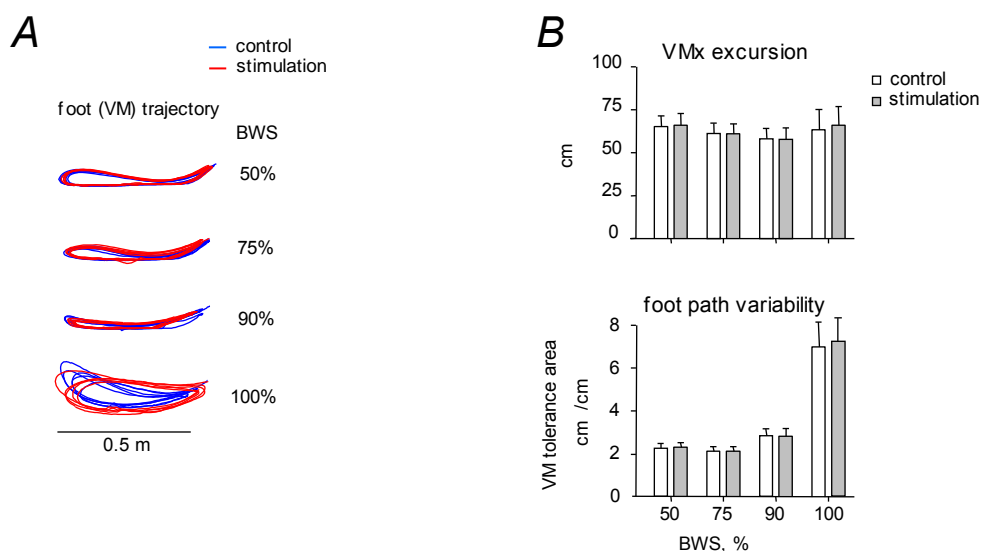 A
control
stimulation
foot (VM) trajectory
BWS
50%
75%
90%
100%
0.5 m
B
VMx excursion
control
stimulation
100
75
50
25
0
cm
foot path variability
8
6
4
2
0
VM tolerance area
cm /cm
50 75 90 100
BWS, %